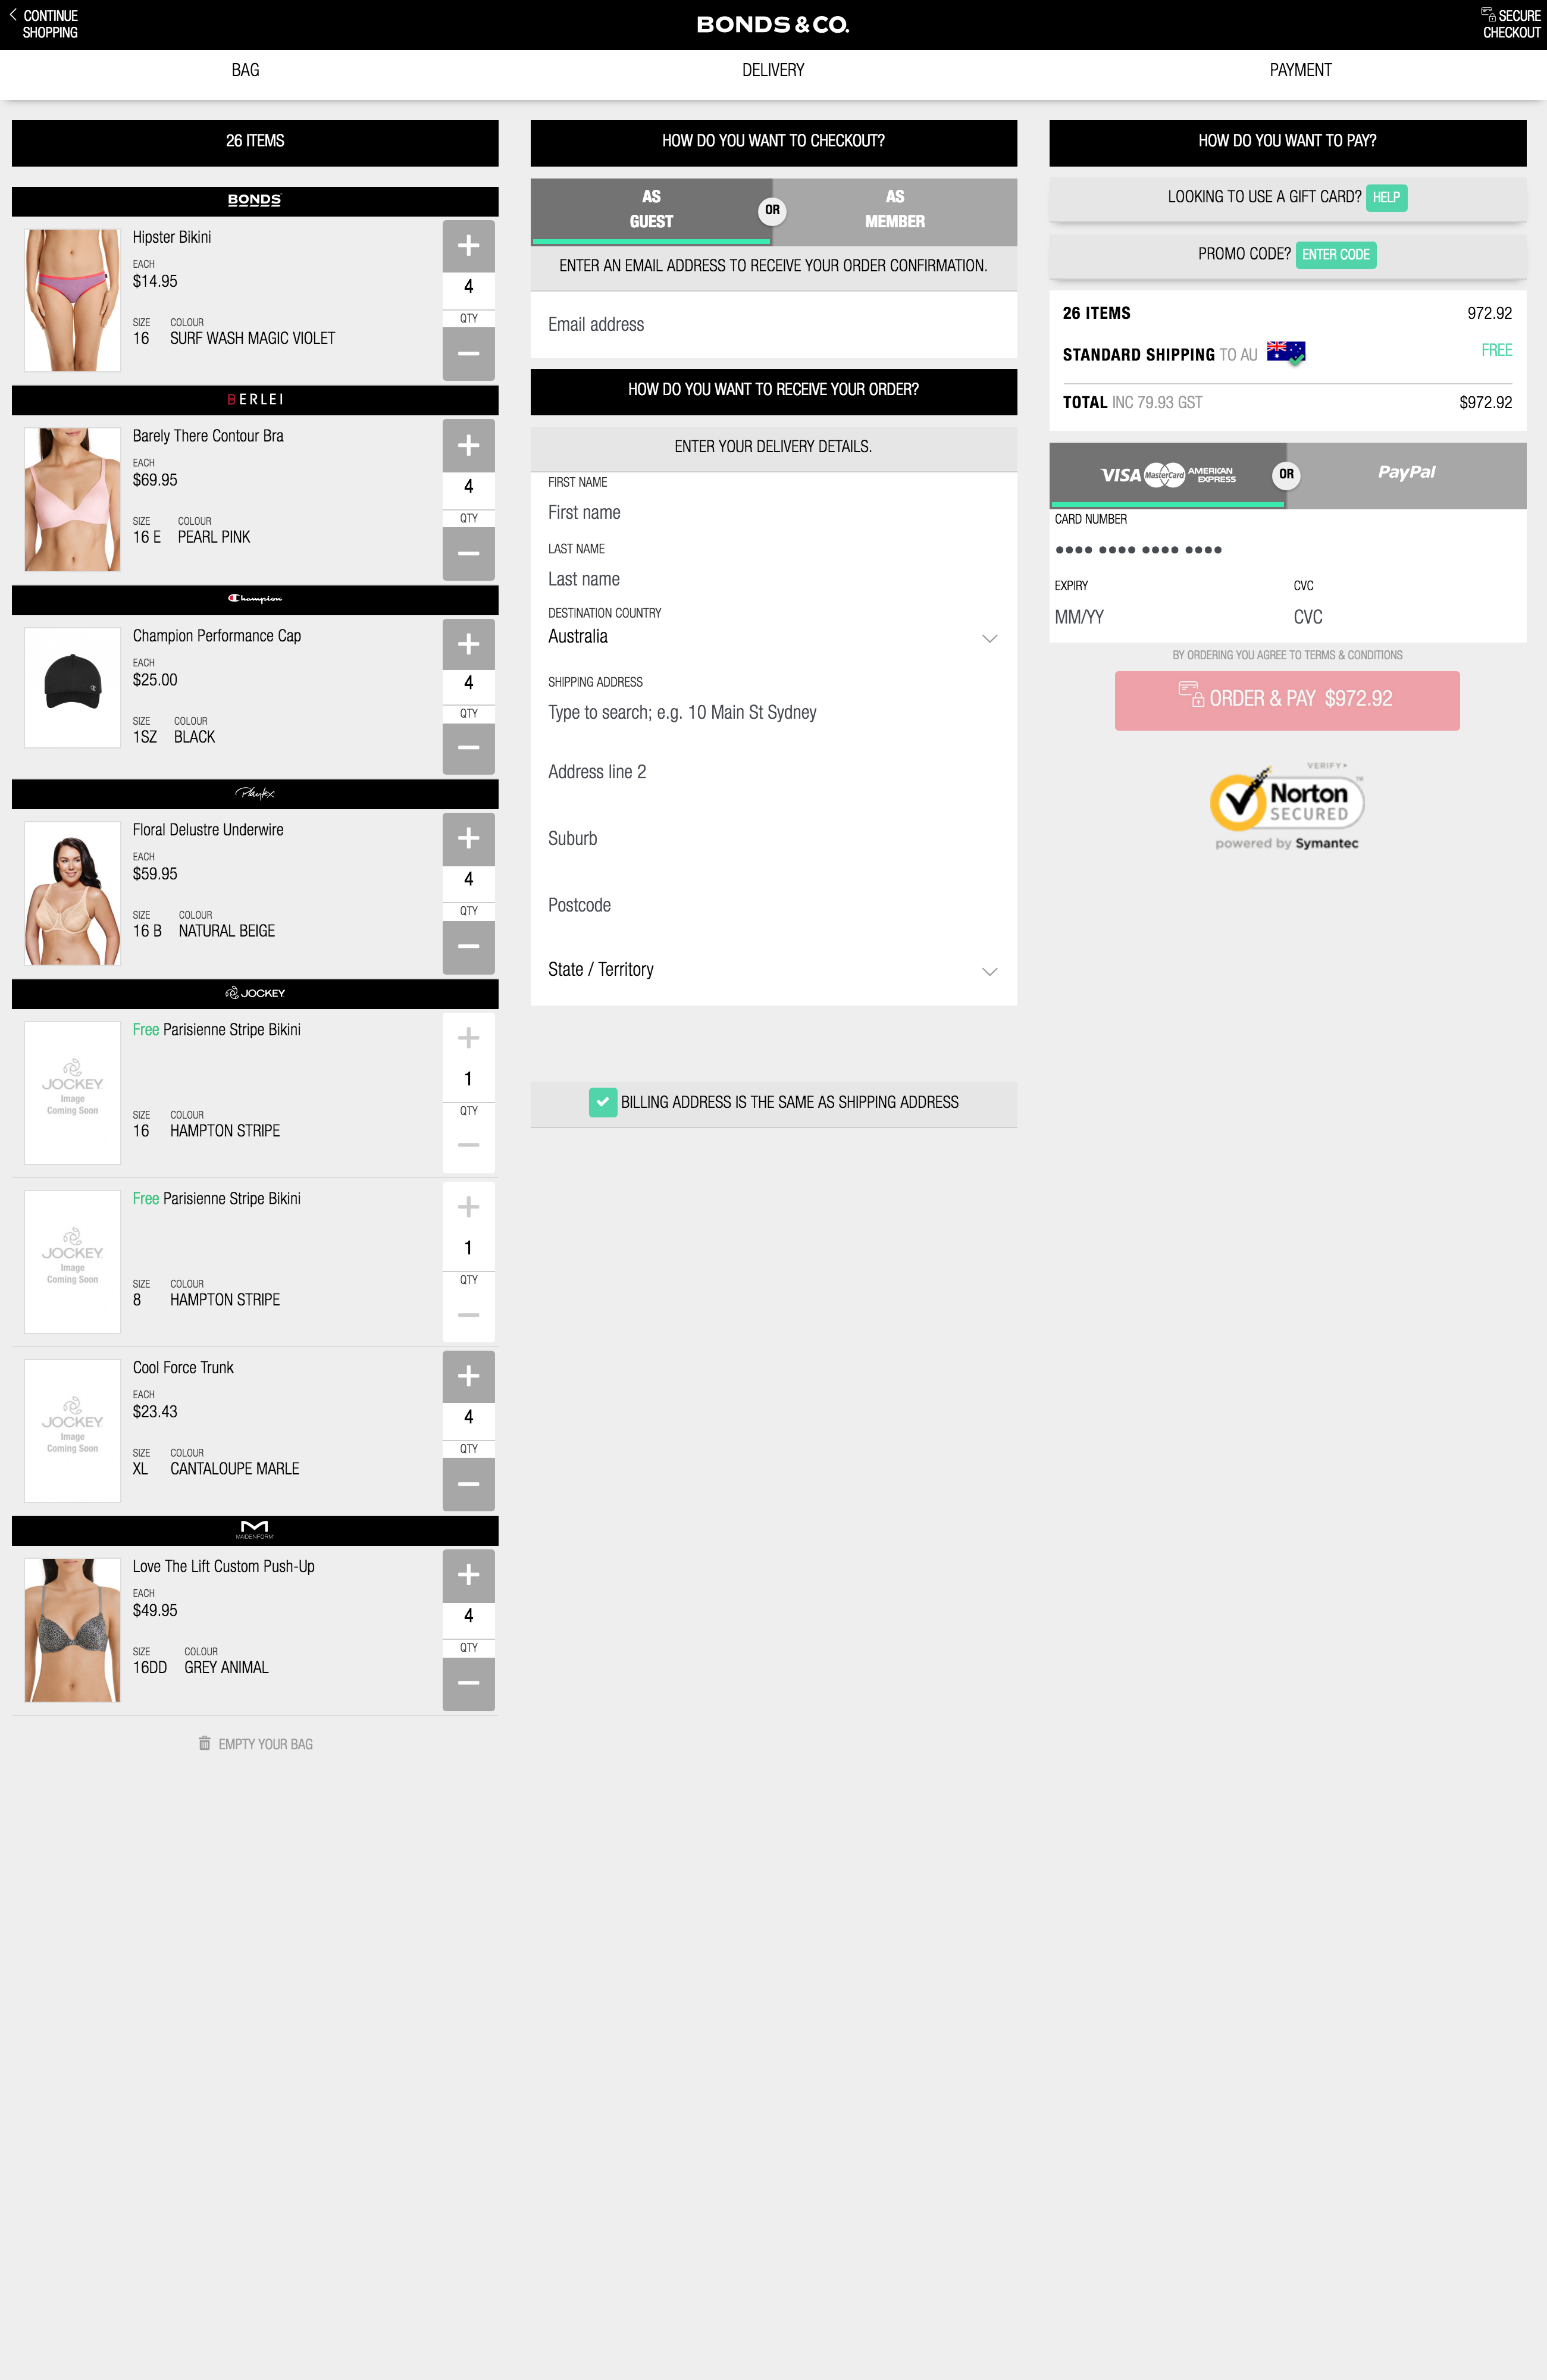 CONTINUE
SHOPPING
BONDS & CO.
SECURE
CHECKOUT
BAG
DELIVERY
PAYMENT
26 ITEMS
BONDS
Hipster Bikini
EACH
$14.95
SIZE COLOUR
16 SURF WASH MAGIC VIOLET
4
QTY
BERLEI
Barely There Contour Bra
EACH
$69.95
SIZE COLOUR
16 E PEARL PINK
4
QTY
Champion
Champion Performance Cap
EACH
$25.00
SIZE COLOUR
1SZ BLACK
4
QTY
Playtex
Floral Delustre Underwire
EACH
$59.95
SIZE COLOUR
16 B NATURAL BEIGE
4
QTY
JOCKEY
JOCKEY
Image
Coming Soon
Free Parisienne Stripe Bikini
SIZE COLOUR
16 HAMPTON STRIPE
1
QTY
JOCKEY
Image
Coming Soon
Free Parisienne Stripe Bikini
SIZE COLOUR
8 HAMPTON STRIPE
1
QTY
JOCKEY
Image
Coming Soon
Cool Force Trunk
EACH
$23.43
SIZE COLOUR
XL CANTALOUPE MARLE
4
QTY
MAIDENFORM
Love The Lift Custom Push-Up
EACH
$49.95
SIZE COLOUR
16DD GREY ANIMAL
4
QTY
EMPTY YOUR BAG
HOW DO YOU WANT TO CHECKOUT?
AS
GUEST
OR
AS
MEMBER
ENTER AN EMAIL ADDRESS TO RECEIVE YOUR ORDER CONFIRMATION.
Email address
HOW DO YOU WANT TO RECEIVE YOUR ORDER?
ENTER YOUR DELIVERY DETAILS.
FIRST NAME
First name
LAST NAME
Last name
DESTINATION COUNTRY
Australia
SHIPPING ADDRESS
Type to search; e.g. 10 Main St Sydney
Address line 2
Suburb
Postcode
State / Territory
BILLING ADDRESS IS THE SAME AS SHIPPING ADDRESS
HOW DO YOU WANT TO PAY?
LOOKING TO USE A GIFT CARD? HELP
PROMO CODE? ENTER CODE
26 ITEMS 972.92
STANDARD SHIPPING TO AU FREE
TOTAL INC 79.93 GST $972.92
VISA MasterCard AMERICAN EXPRESS
OR
PayPal
CARD NUMBER
•••• •••• •••• ••••
EXPIRY CVC
MM/YY CVC
BY ORDERING YOU AGREE TO TERMS & CONDITIONS
ORDER & PAY $972.92
VERIFY
Norton
SECURED
TM
powered by Symantec